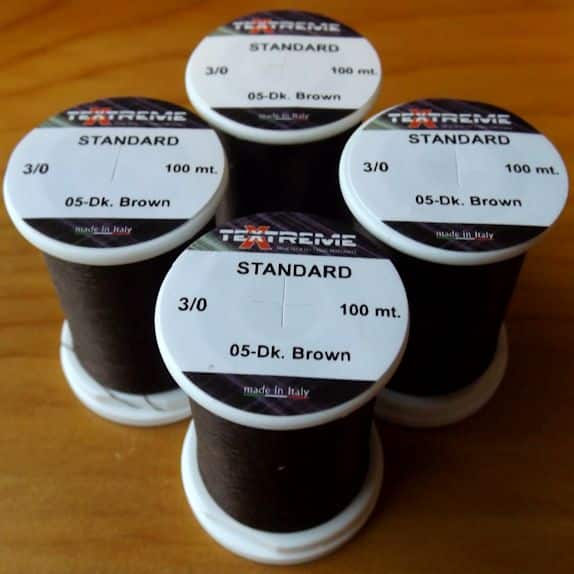 TEXTREME
STANDARD
3/0 100 mt.
05-Dk. Brown
made in Italy
TEXTREME
STANDARD
3/0 100 mt.
05-Dk. Brown
made in Italy
TEXTREME
STANDARD
3/0 100 mt.
05-Dk. Brown
made in Italy
TEXTREME
STANDARD
3/0 100 mt.
05-Dk. Brown
made in Italy